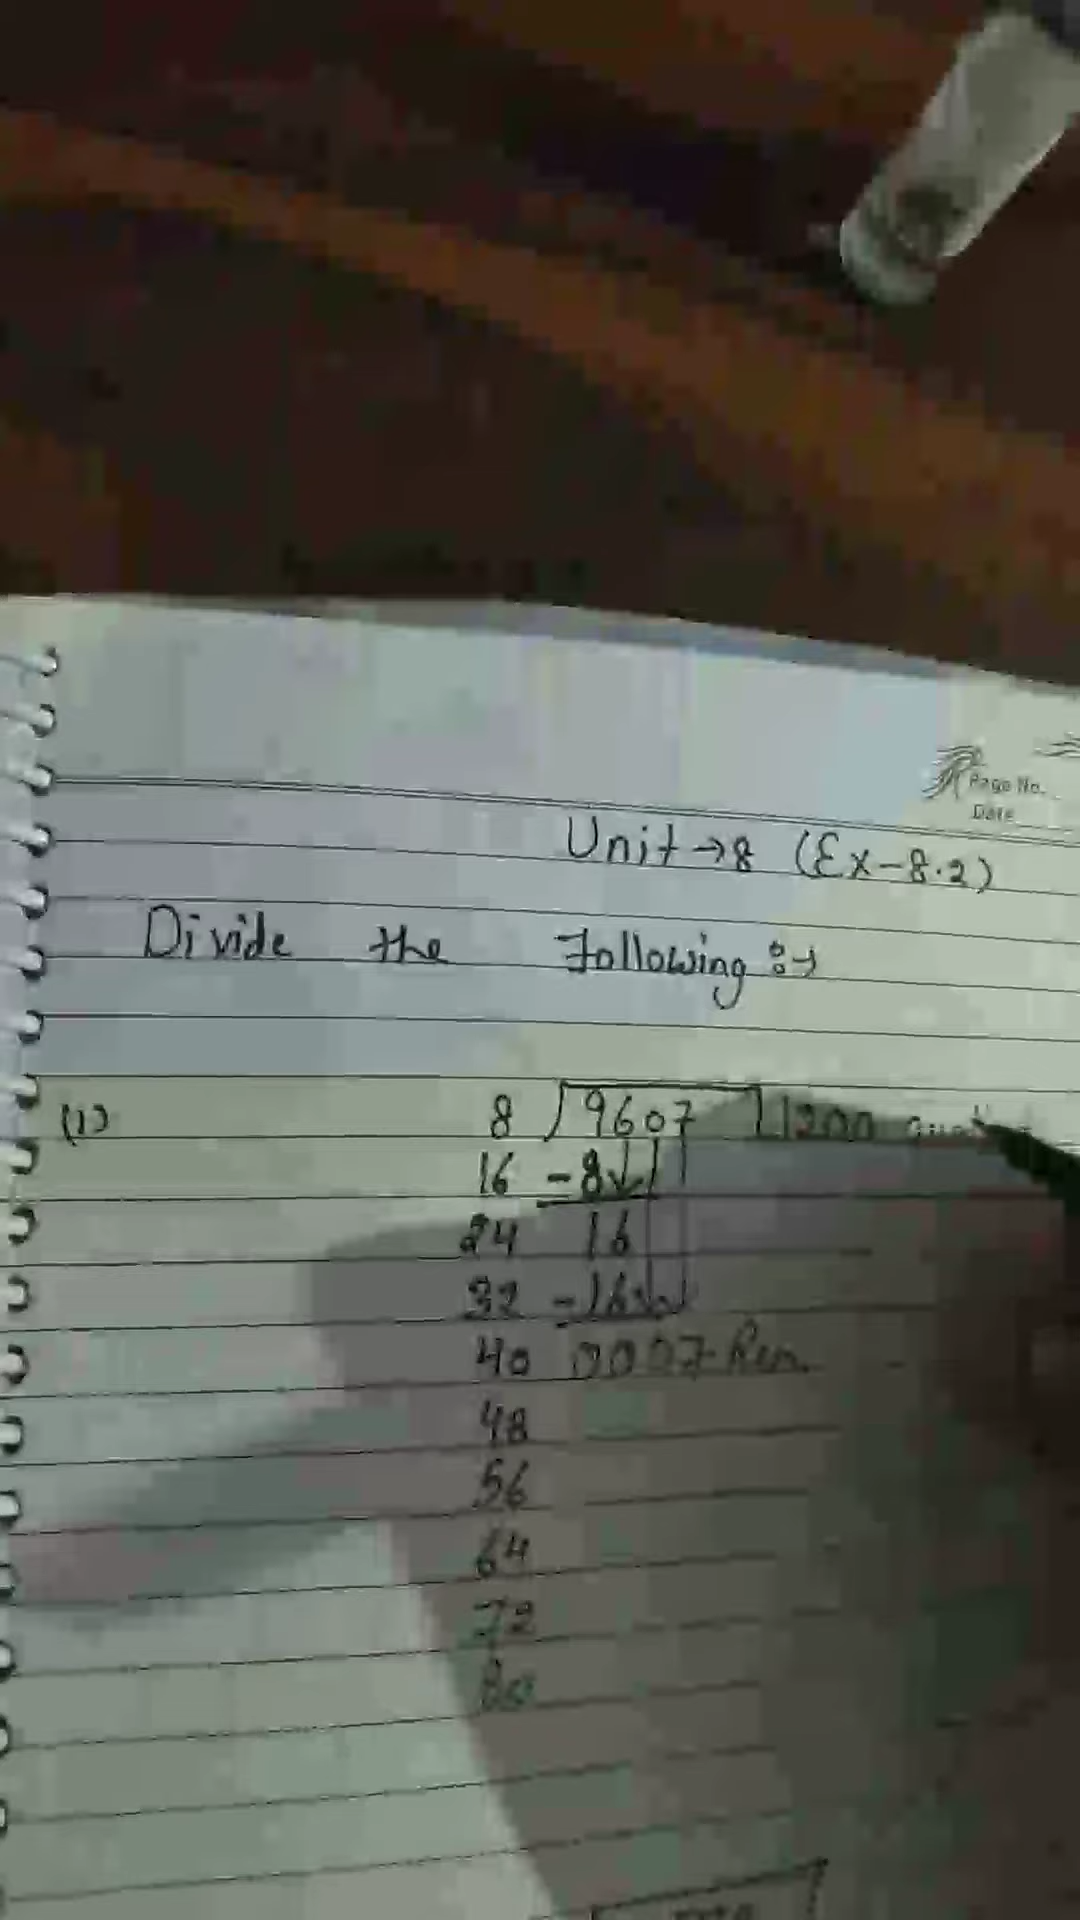 Page No.
Date
Unit→8 (Ex-8.2)
Divide the following :→
(1) 8 9607 1200
16 -8
24 16
32 -16
40 0007 Rem.
48
56
64
72
80